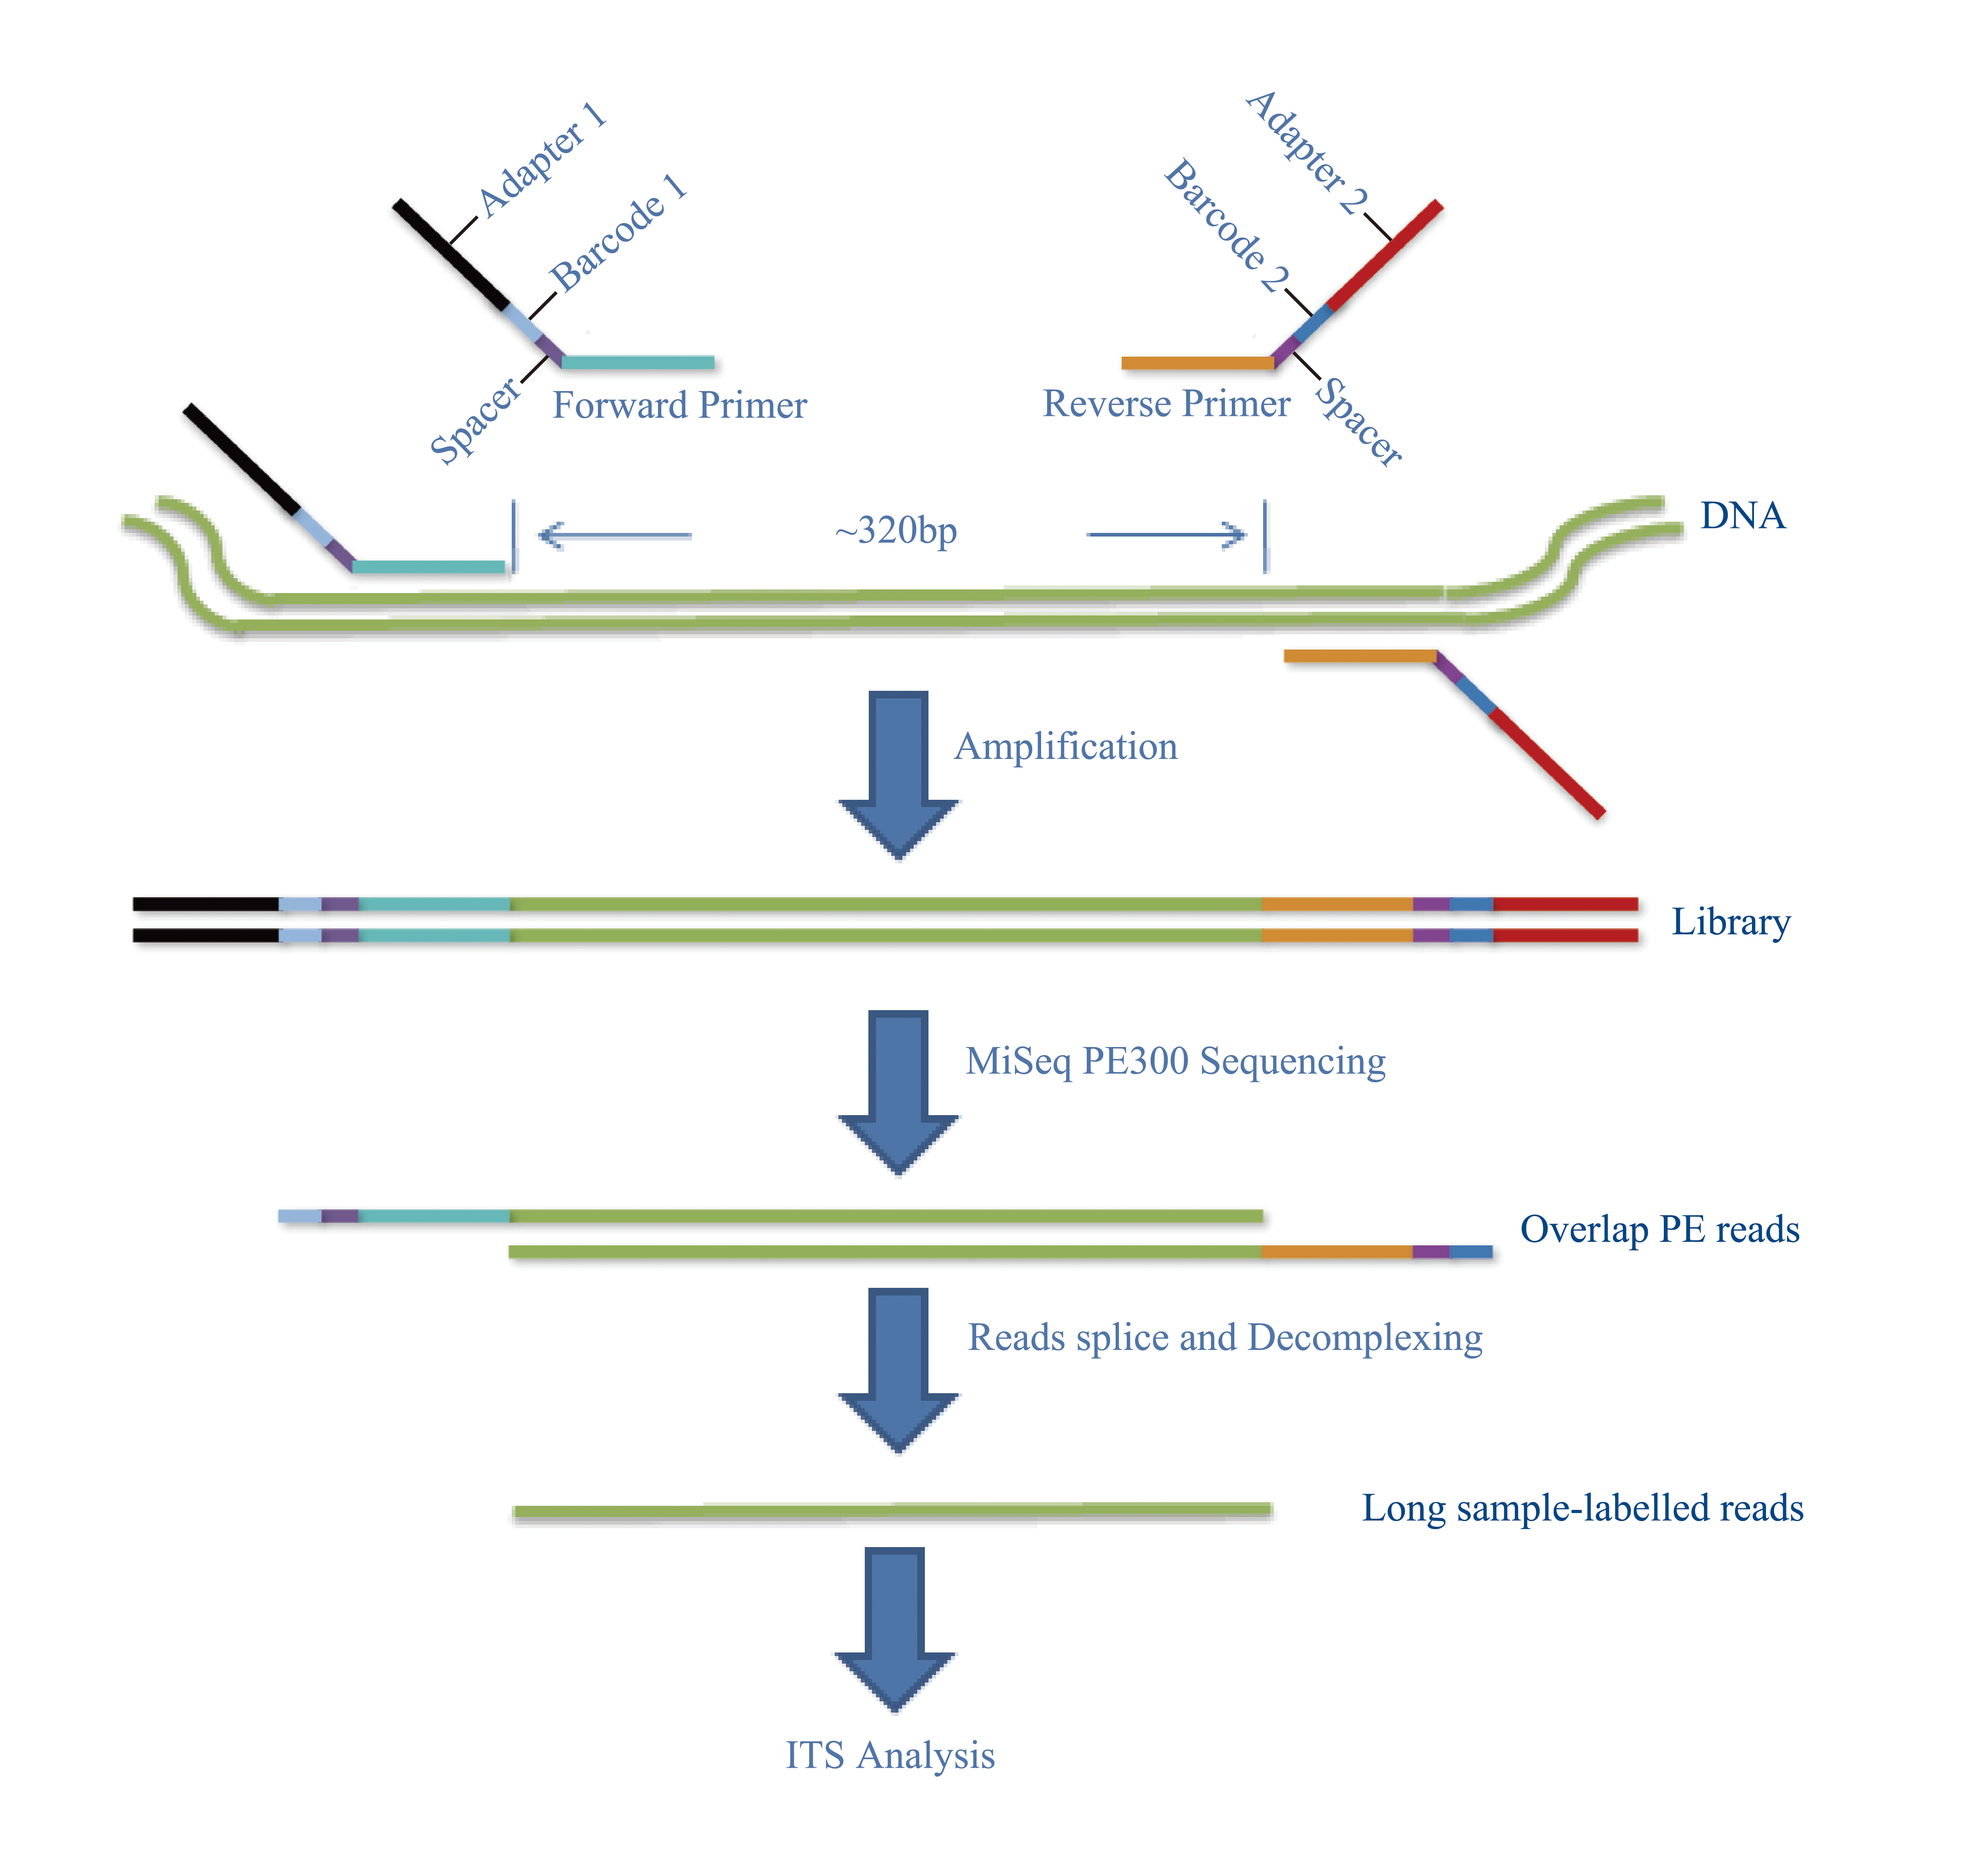 Adapter 1
Barcode 1
Spacer
Forward Primer
Adapter 2
Barcode 2
Reverse Primer
Spacer
~320bp
DNA
Amplification
Library
MiSeq PE300 Sequencing
Overlap PE reads
Reads splice and Decomplexing
Long sample-labelled reads
ITS Analysis